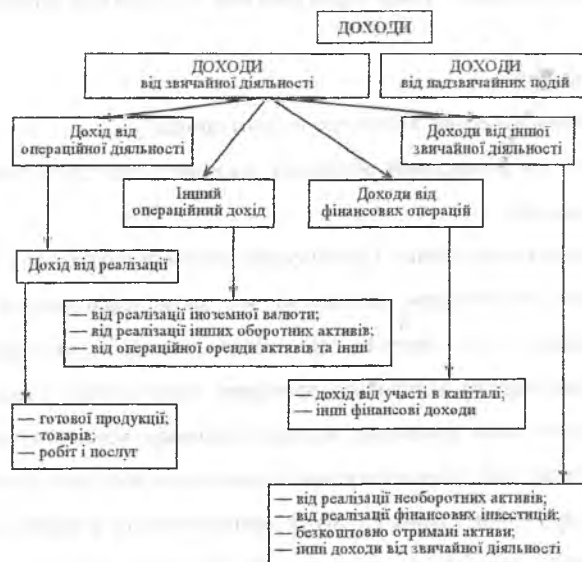 ДОХОДИ
ДОХОДИ
від звичайної діяльності
ДОХОДИ
від надзвичайних подій
Дохід від
операційної діяльності
Доходи від іншої
звичайної діяльності
Інший
операційний дохід
Доходи від
фінансових операцій
Дохід від реалізації
— від реалізації іноземної валюти;
— від реалізації інших оборотних активів;
— від операційної оренди активів та інші
— дохід від участі в капіталі;
— інші фінансові доходи
— готової продукції;
— товарів;
— робіт і послуг
— від реалізації необоротних активів;
— від реалізації фінансових інвестицій;
— безкоштовно отримані активи;
— інші доходи від звичайної діяльності